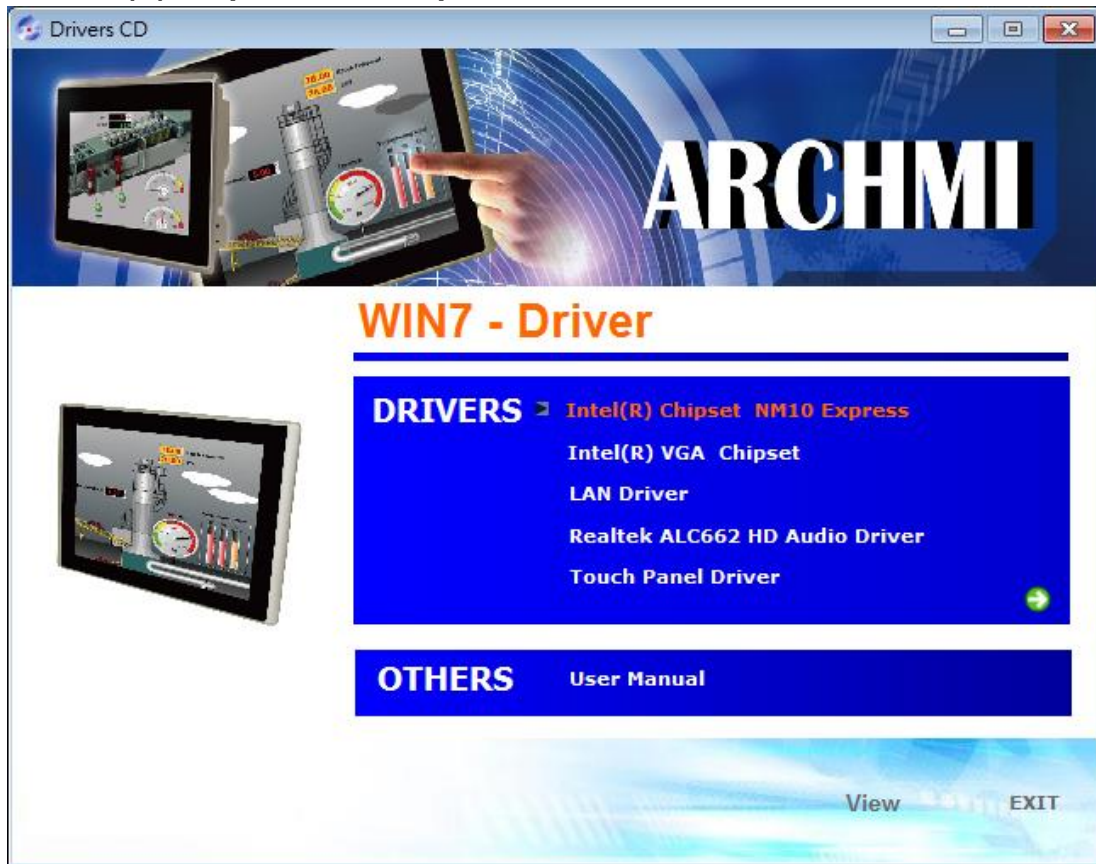 Drivers CD
ARCHMI
WIN7 - Driver
DRIVERS
Intel(R) Chipset NM10 Express
Intel(R) VGA Chipset
LAN Driver
Realtek ALC662 HD Audio Driver
Touch Panel Driver
OTHERS
User Manual
View
EXIT